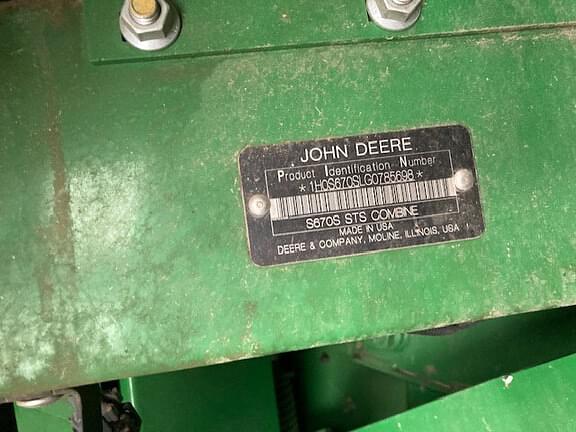 JOHN DEERE
Product Identification Number
*1H0S670SLG0785698*
S670S STS COMBINE
MADE IN USA
DEERE & COMPANY, MOLINE, ILLINOIS, USA